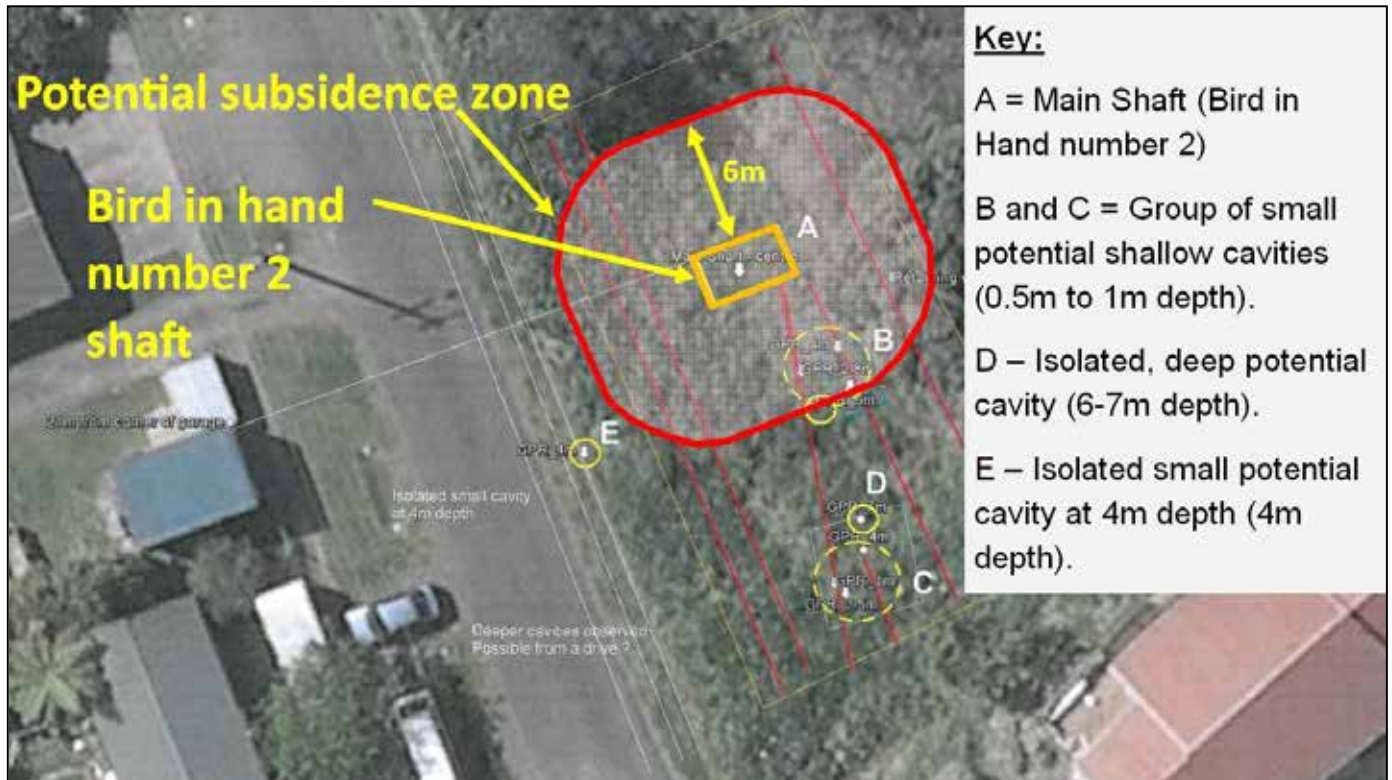 Potential subsidence zone
Bird in hand
number 2
shaft
6m
A
B
C
D
E
Isolated small cavity
at 4m depth
Deeper cavities observed
Possible from a drive ?
Key:
A = Main Shaft (Bird in
Hand number 2)
B and C = Group of small
potential shallow cavities
(0.5m to 1m depth).
D – Isolated, deep potential
cavity (6-7m depth).
E – Isolated small potential
cavity at 4m depth (4m
depth).